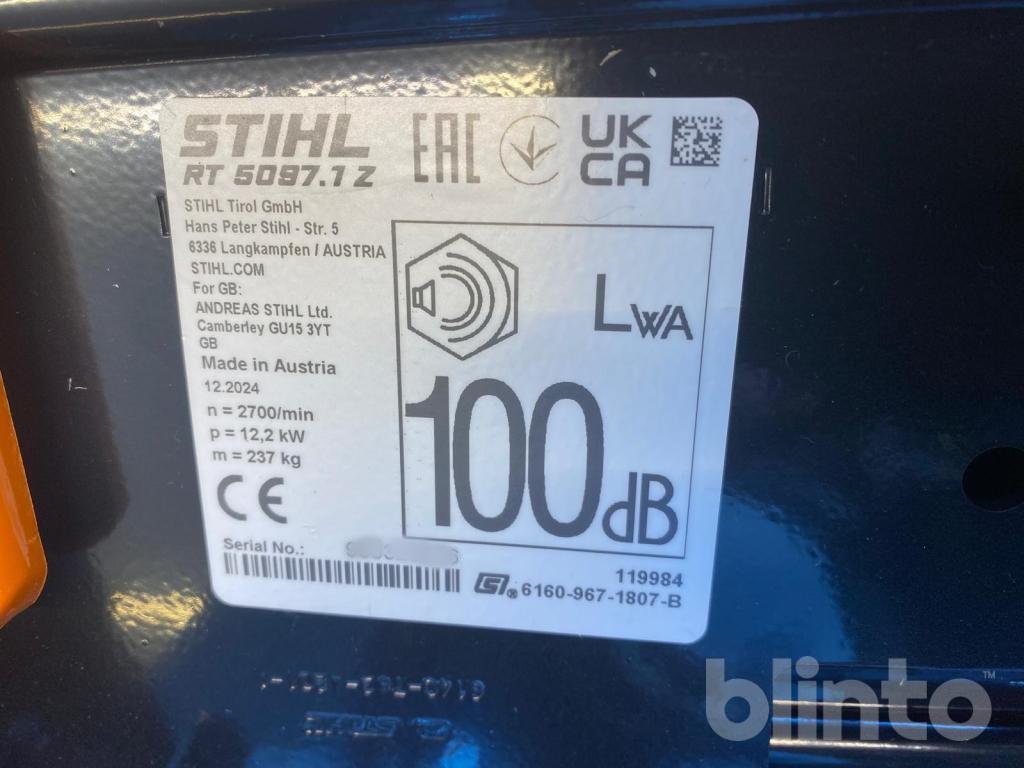 STIHL
RT 5097.1 Z
EAC
UK
CA
STIHL Tirol GmbH
Hans Peter Stihl - Str. 5
6336 Langkampfen / AUSTRIA
STIHL.COM
For GB:
ANDREAS STIHL Ltd.
Camberley GU15 3YT
GB
Made in Austria
12.2024
n = 2700/min
p = 12,2 kW
m = 237 kg
CE
LWA
100dB
Serial No.:
119984
6160-967-1807-B
blinto™